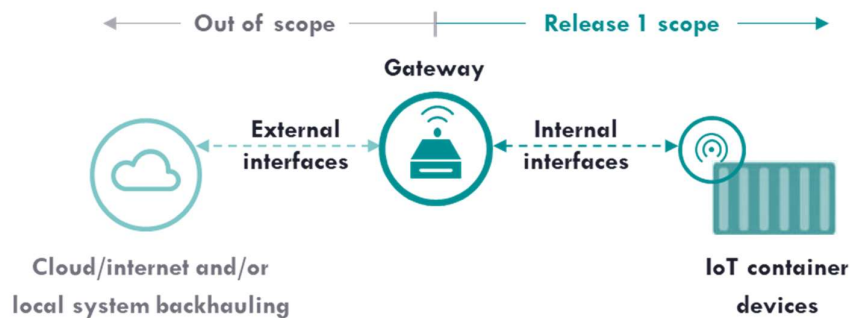 Out of scope
Release 1 scope
Gateway
External
interfaces
Internal
interfaces
Cloud/internet and/or
local system backhauling
IoT container
devices